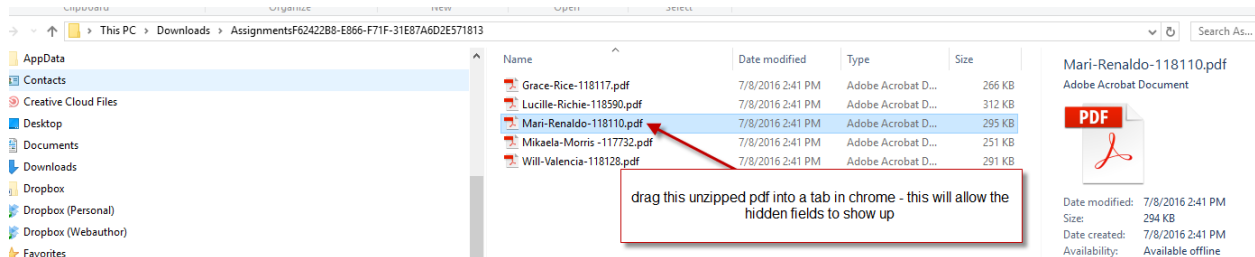 Clipboard Organize New Open Select
This PC > Downloads > AssignmentsF62422B8-E866-F71F-31E87A6D2E571813 Search As...
AppData
Contacts
Creative Cloud Files
Desktop
Documents
Downloads
Dropbox
Dropbox (Personal)
Dropbox (Webauthor)
Favorites
Name Date modified Type Size
Grace-Rice-118117.pdf 7/8/2016 2:41 PM Adobe Acrobat D... 266 KB
Lucille-Richie-118590.pdf 7/8/2016 2:41 PM Adobe Acrobat D... 312 KB
Mari-Renaldo-118110.pdf 7/8/2016 2:41 PM Adobe Acrobat D... 295 KB
Mikaela-Morris -117732.pdf 7/8/2016 2:41 PM Adobe Acrobat D... 251 KB
Will-Valencia-118128.pdf 7/8/2016 2:41 PM Adobe Acrobat D... 291 KB
drag this unzipped pdf into a tab in chrome - this will allow the
hidden fields to show up
Mari-Renaldo-118110.pdf
Adobe Acrobat Document
PDF
Date modified: 7/8/2016 2:41 PM
Size: 294 KB
Date created: 7/8/2016 2:41 PM
Availability: Available offline